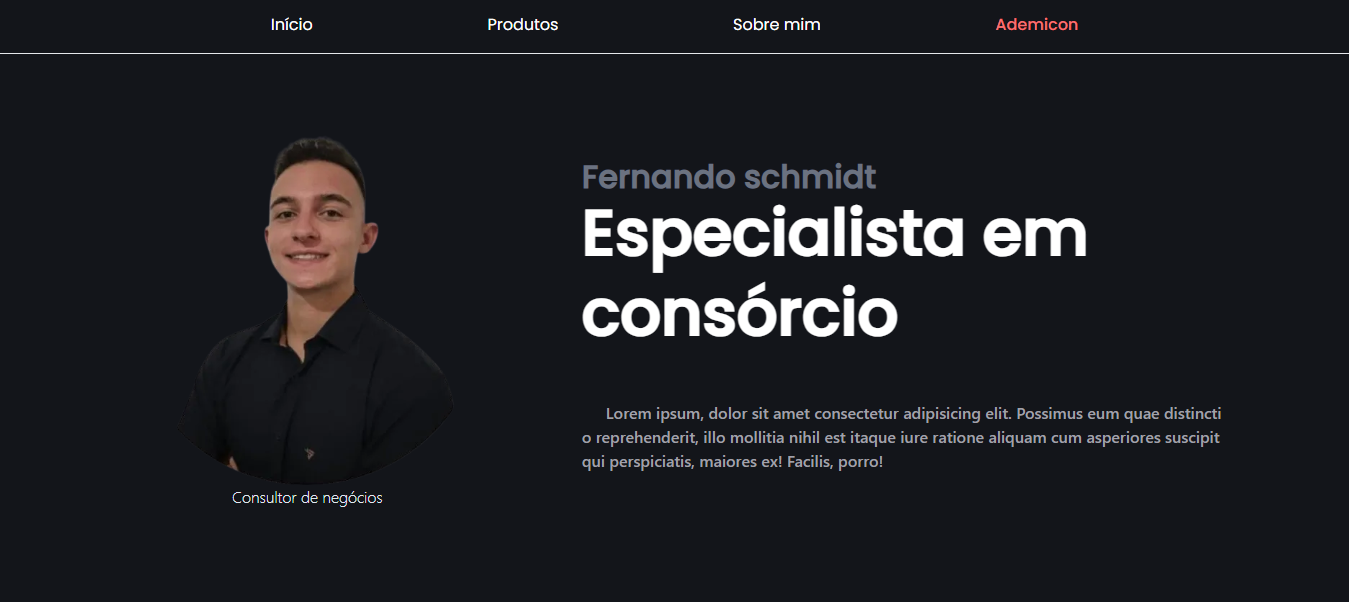 Início Produtos Sobre mim Ademicon
Fernando schmidt
Especialista em
consórcio
Lorem ipsum, dolor sit amet consectetur adipisicing elit. Possimus eum quae distincti
o reprehenderit, illo mollitia nihil est itaque iure ratione aliquam cum asperiores suscipit
qui perspiciatis, maiores ex! Facilis, porro!
Consultor de negócios